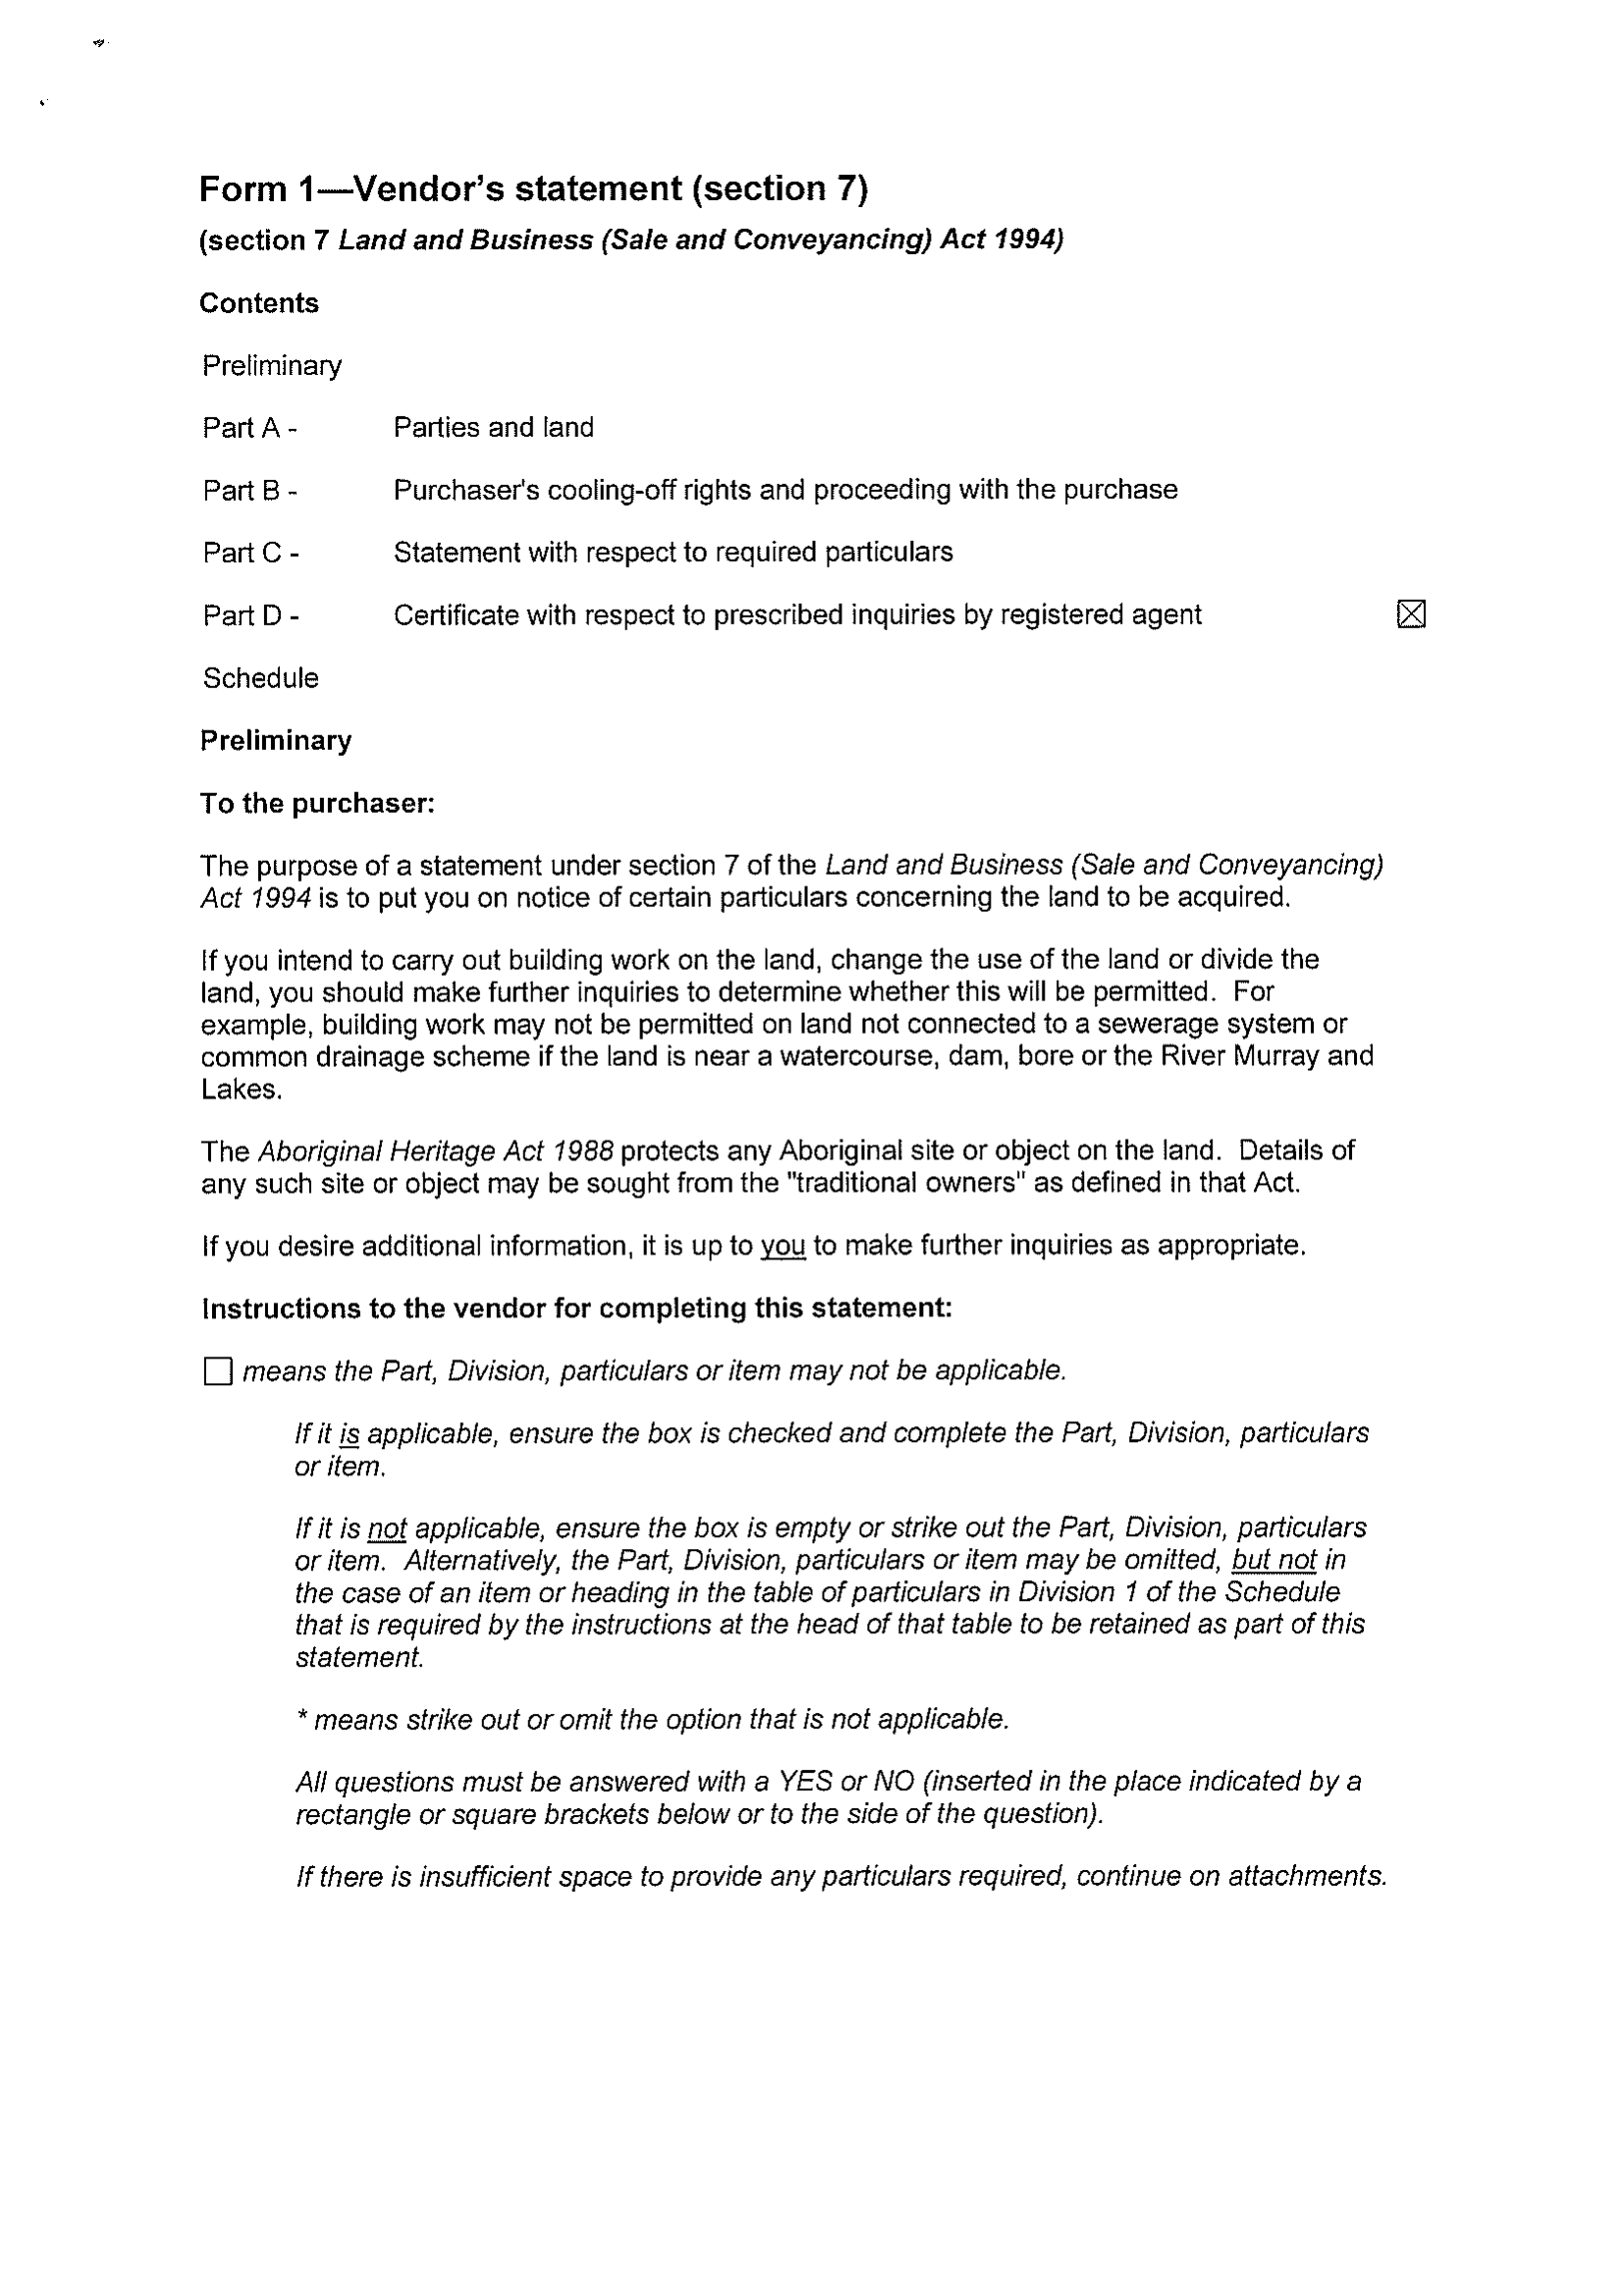 Form 1—Vendor's statement (section 7)
(section 7 Land and Business (Sale and Conveyancing) Act 1994)
Contents
Preliminary
Part A - Parties and land
Part B - Purchaser's cooling-off rights and proceeding with the purchase
Part C - Statement with respect to required particulars
Part D - Certificate with respect to prescribed inquiries by registered agent ☒
Schedule
Preliminary
To the purchaser:
The purpose of a statement under section 7 of the Land and Business (Sale and Conveyancing)
Act 1994 is to put you on notice of certain particulars concerning the land to be acquired.
If you intend to carry out building work on the land, change the use of the land or divide the
land, you should make further inquiries to determine whether this will be permitted. For
example, building work may not be permitted on land not connected to a sewerage system or
common drainage scheme if the land is near a watercourse, dam, bore or the River Murray and
Lakes.
The Aboriginal Heritage Act 1988 protects any Aboriginal site or object on the land. Details of
any such site or object may be sought from the "traditional owners" as defined in that Act.
If you desire additional information, it is up to you to make further inquiries as appropriate.
Instructions to the vendor for completing this statement:
☐ means the Part, Division, particulars or item may not be applicable.
If it is applicable, ensure the box is checked and complete the Part, Division, particulars
or item.
If it is not applicable, ensure the box is empty or strike out the Part, Division, particulars
or item. Alternatively, the Part, Division, particulars or item may be omitted, but not in
the case of an item or heading in the table of particulars in Division 1 of the Schedule
that is required by the instructions at the head of that table to be retained as part of this
statement.
* means strike out or omit the option that is not applicable.
All questions must be answered with a YES or NO (inserted in the place indicated by a
rectangle or square brackets below or to the side of the question).
If there is insufficient space to provide any particulars required, continue on attachments.